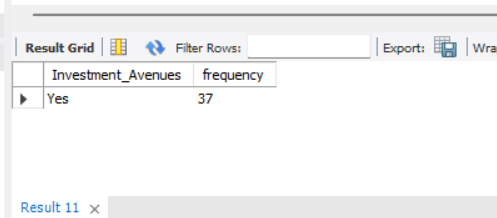 Result Grid Filter Rows: Export: Wra
Investment_Avenues frequency
Yes 37
Result 11